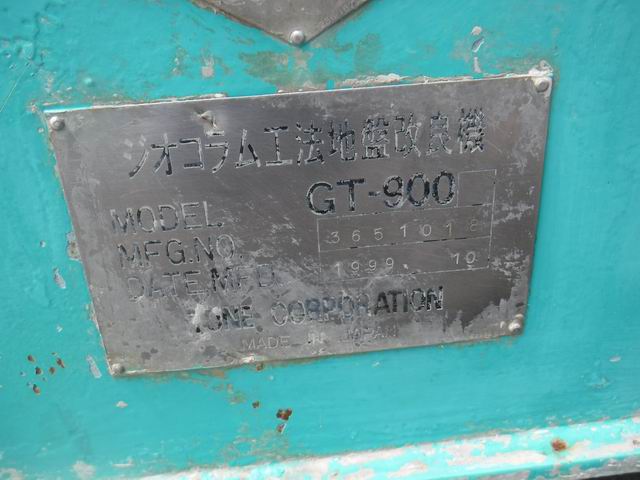 ジオコラム工法地盤改良機
MODEL GT-900
MFG.NO. 3651018
DATE.MFD. 1999. 10
TONE CORPORATION
MADE IN JAPAN